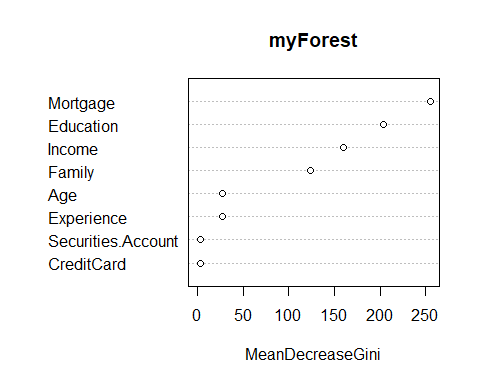 myForest
Mortgage
Education
Income
Family
Age
Experience
Securities.Account
CreditCard
0 50 100 150 200 250
MeanDecreaseGini